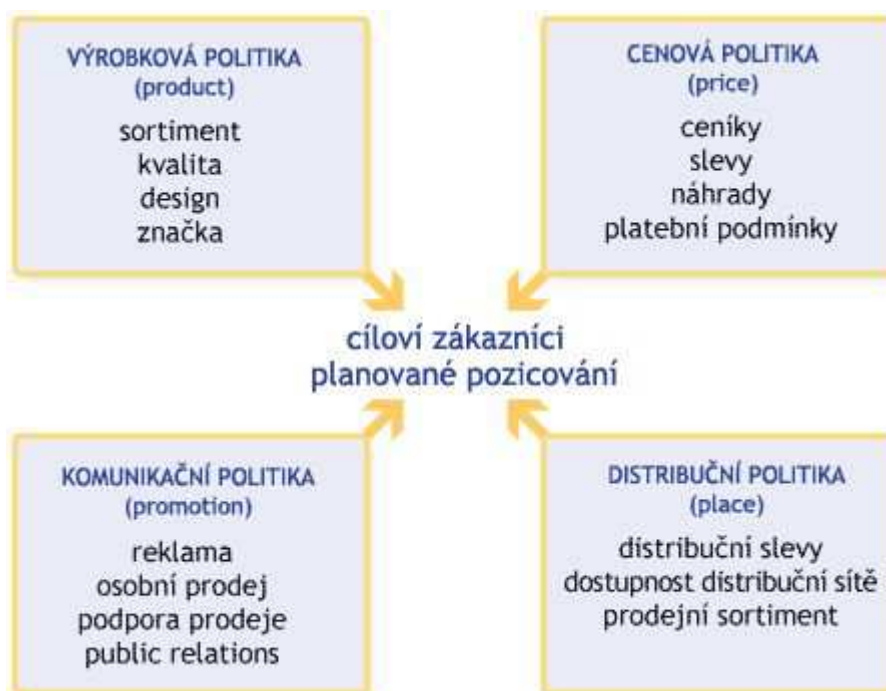 VÝROBKOVÁ POLITIKA
(product)
sortiment
kvalita
design
značka
CENOVÁ POLITIKA
(price)
ceníky
slevy
náhrady
platební podmínky
cíloví zákazníci
planované pozicování
KOMUNIKAČNÍ POLITIKA
(promotion)
reklama
osobní prodej
podpora prodeje
public relations
DISTRIBUČNÍ POLITIKA
(place)
distribuční slevy
dostupnost distribuční sítě
prodejní sortiment